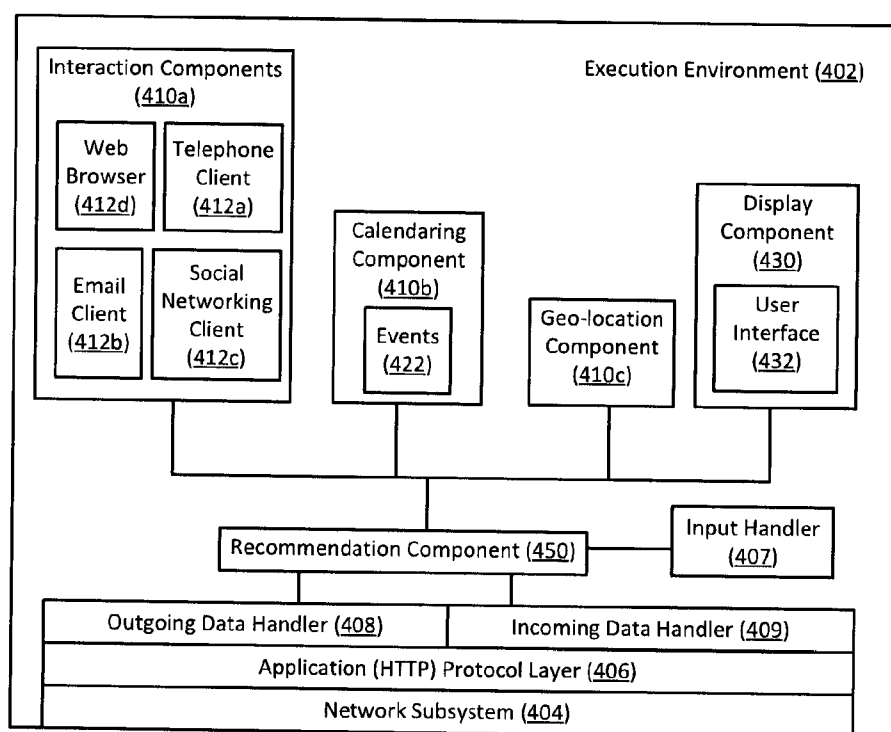 Execution Environment (402)
Interaction Components
(410a)
Web
Browser
(412d)
Telephone
Client
(412a)
Email
Client
(412b)
Social
Networking
Client
(412c)
Calendaring
Component
(410b)
Events
(422)
Geo-location
Component
(410c)
Display
Component
(430)
User
Interface
(432)
Recommendation Component (450)
Input Handler
(407)
Outgoing Data Handler (408)
Incoming Data Handler (409)
Application (HTTP) Protocol Layer (406)
Network Subsystem (404)